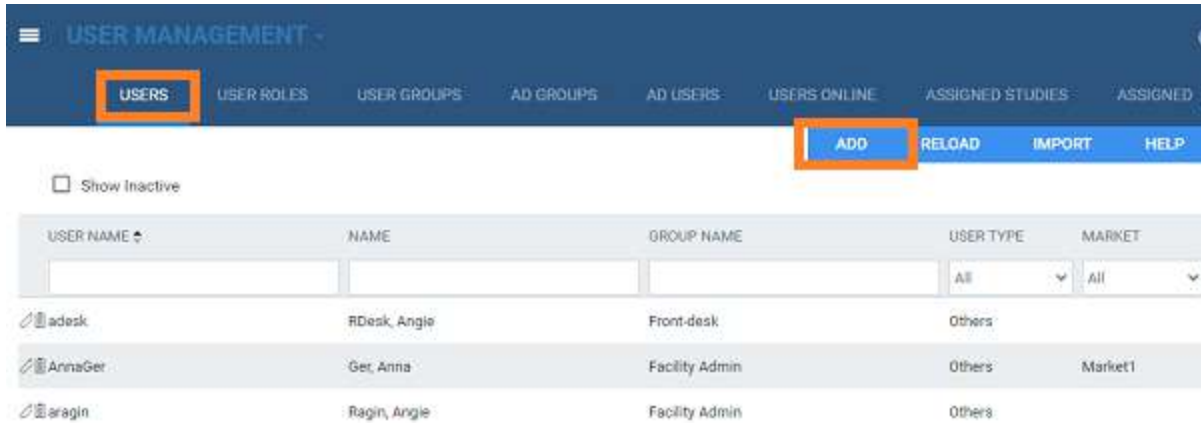 USER MANAGEMENT
USERS USER ROLES USER GROUPS AD GROUPS AD USERS USERS ONLINE ASSIGNED STUDIES ASSIGNED
ADD RELOAD IMPORT HELP
Show Inactive
USER NAME NAME GROUP NAME USER TYPE MARKET
All All
adesk RDesk, Angie Front-desk Others
AnnaGer Ger, Anna Facility Admin Others Market1
aragin Ragin, Angie Facility Admin Others